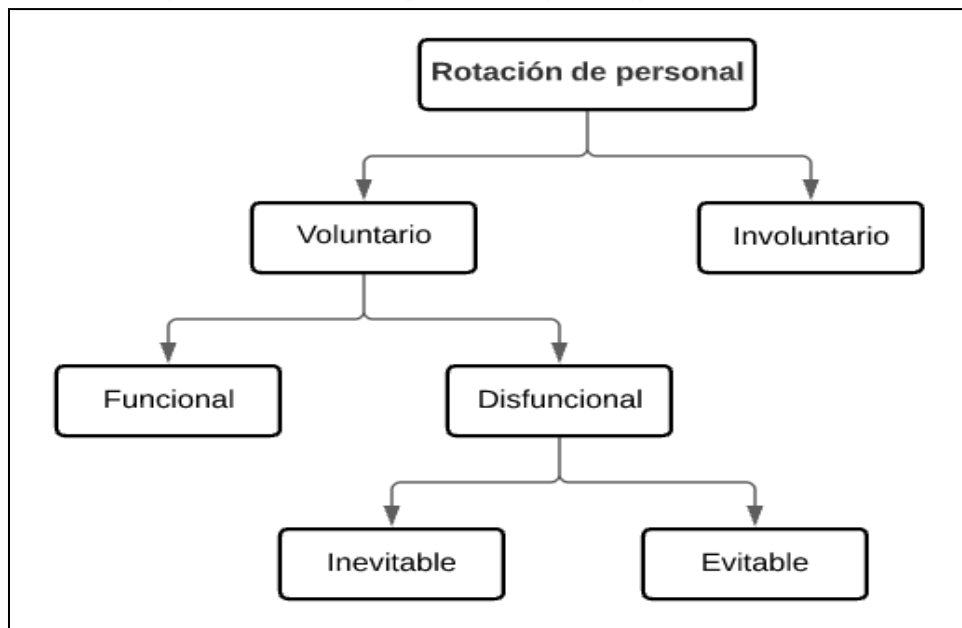 Rotación de personal
Voluntario
Involuntario
Funcional
Disfuncional
Inevitable
Evitable